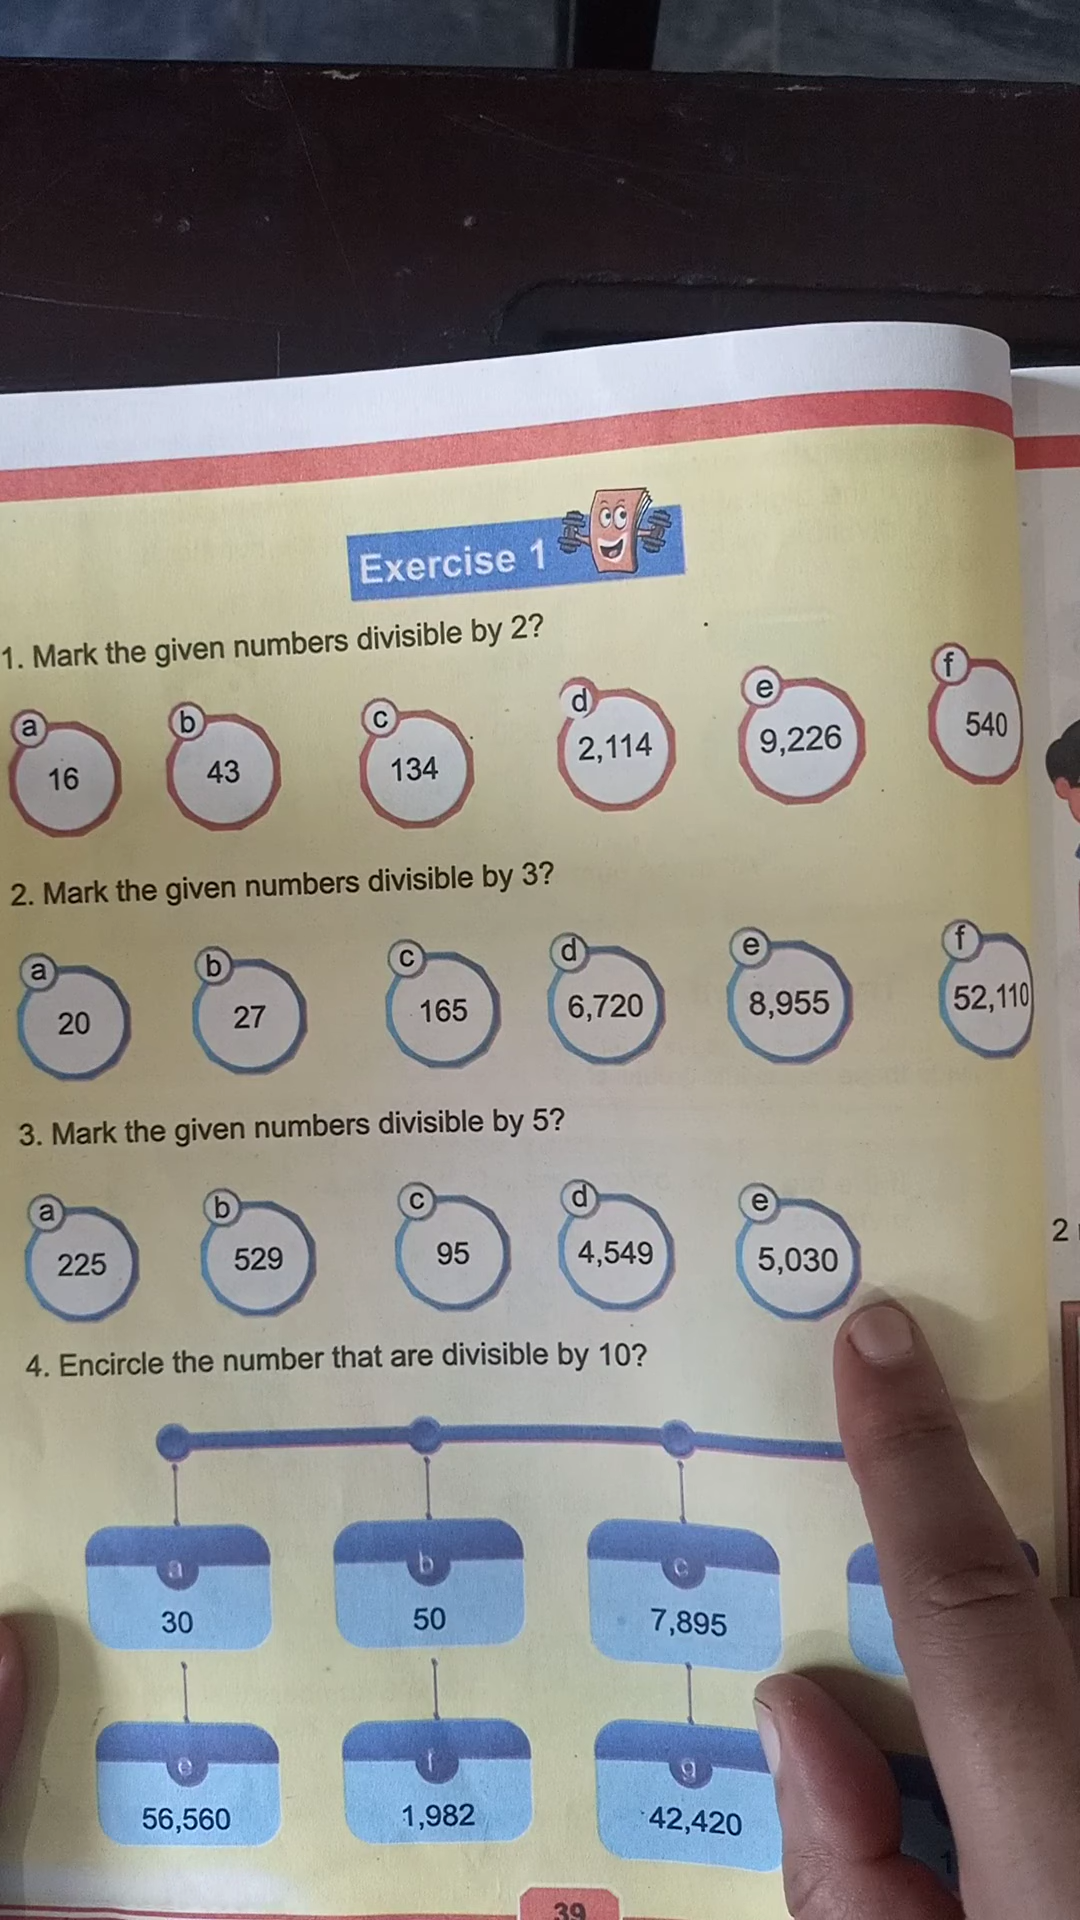 Exercise 1
1. Mark the given numbers divisible by 2?
a b c d e f
16 43 134 2,114 9,226 540
2. Mark the given numbers divisible by 3?
a b c d e f
20 27 165 6,720 8,955 52,110
3. Mark the given numbers divisible by 5?
a b c d e
225 529 95 4,549 5,030
2
4. Encircle the number that are divisible by 10?
a b c
30 50 7,895
e f g
56,560 1,982 42,420
39